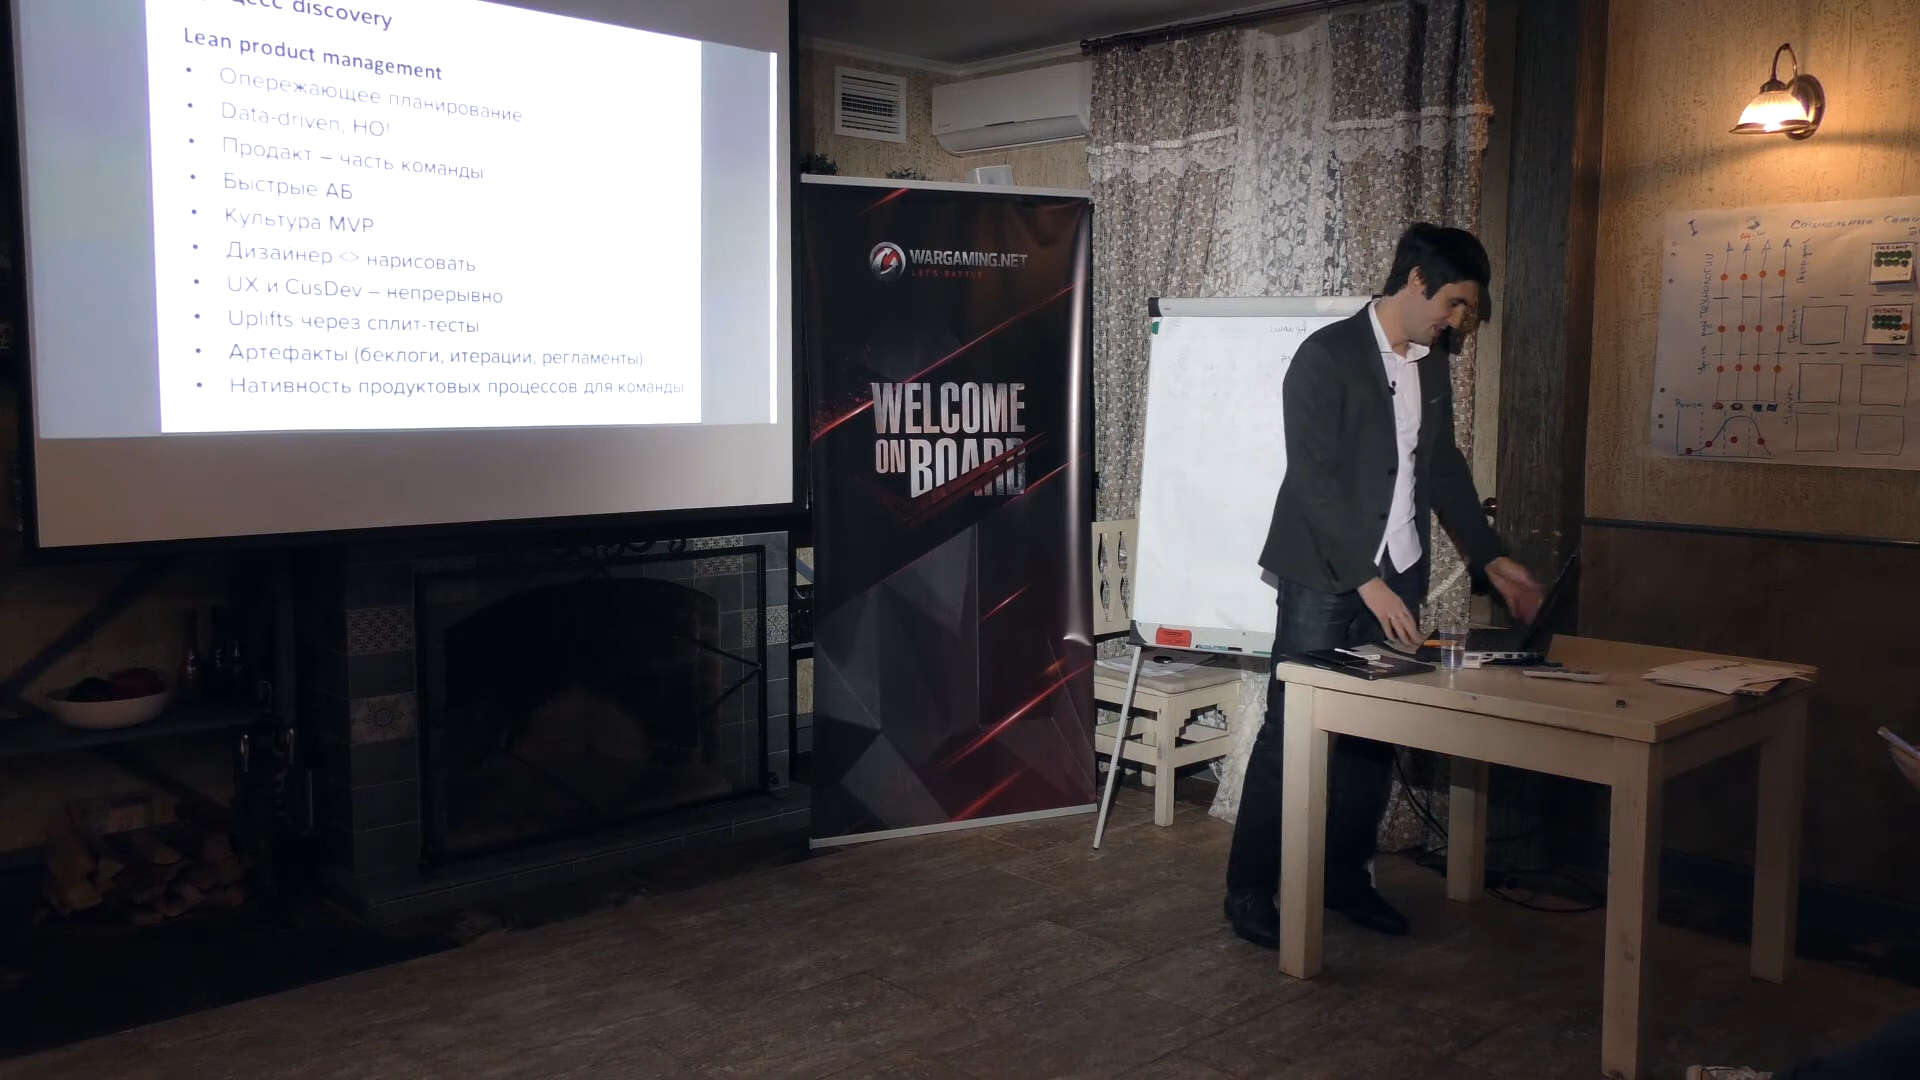 цесс discovery
Lean product management
• Опережающее планирование
• Data-driven, НО!
• Продакт – часть команды
• Быстрые АБ
• Культура MVP
• Дизайнер <> нарисовать
• UX и CusDev – непрерывно
• Uplifts через сплит-тесты
• Артефакты (беклоги, итерации, регламенты)
• Нативность продуктовых процессов для команды
WARGAMING.NET
LET'S BATTLE
WELCOME
ON BOARD